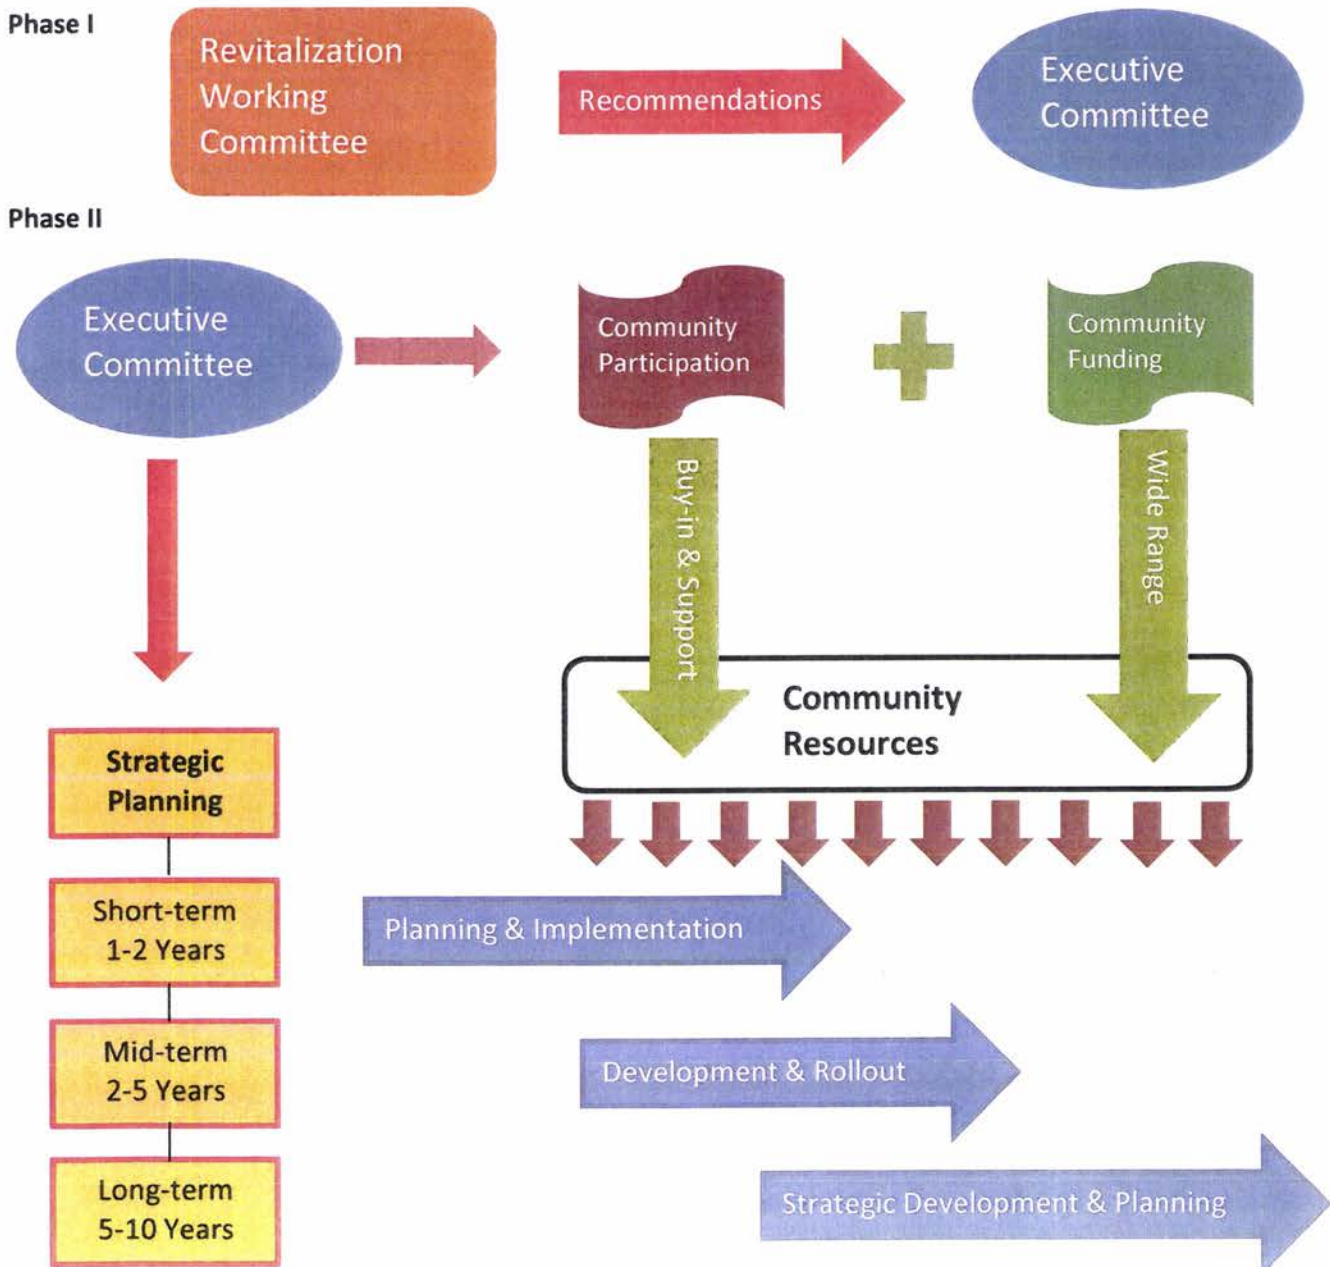 Phase I
Revitalization
Working
Committee
Recommendations
Executive
Committee
Phase II
Executive
Committee
Community
Participation
Community
Funding
Buy-in & Support
Wide Range
Community
Resources
Strategic
Planning
Short-term
1-2 Years
Planning & Implementation
Mid-term
2-5 Years
Development & Rollout
Long-term
5-10 Years
Strategic Development & Planning